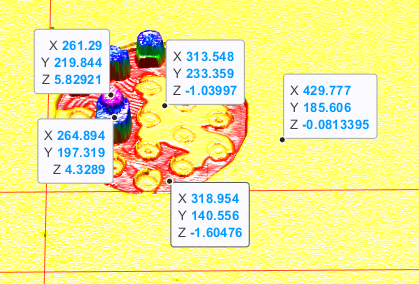 X 261.29
Y 219.844
Z 5.82921
X 313.548
Y 233.359
Z -1.03997
X 429.777
Y 185.606
Z -0.0813395
X 264.894
Y 197.319
Z 4.3289
X 318.954
Y 140.556
Z -1.60476